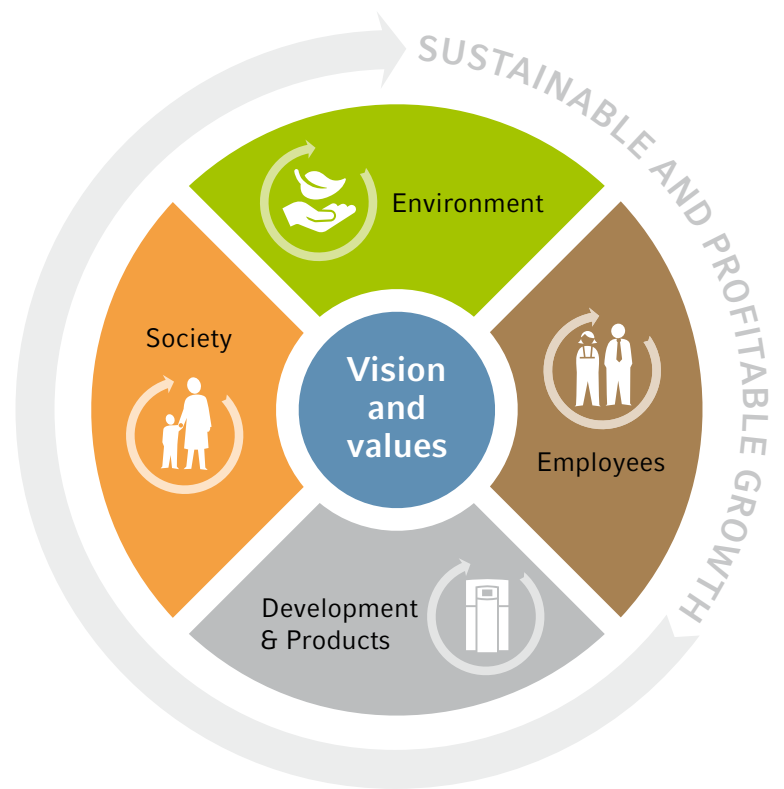 SUSTAINABLE AND PROFITABLE GROWTH
Environment
Society
Vision
and
values
Employees
Development
& Products